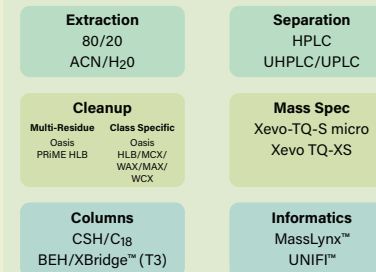 Extraction
80/20
ACN/H₂0
Separation
HPLC
UHPLC/UPLC
Cleanup
Multi-Residue
Oasis
PRiME HLB
Class Specific
Oasis
HLB/MCX/
WAX/MAX/
WCX
Mass Spec
Xevo-TQ-S micro
Xevo TQ-XS
Columns
CSH/C₁₈
BEH/XBridge™ (T3)
Informatics
MassLynx™
UNIFI™